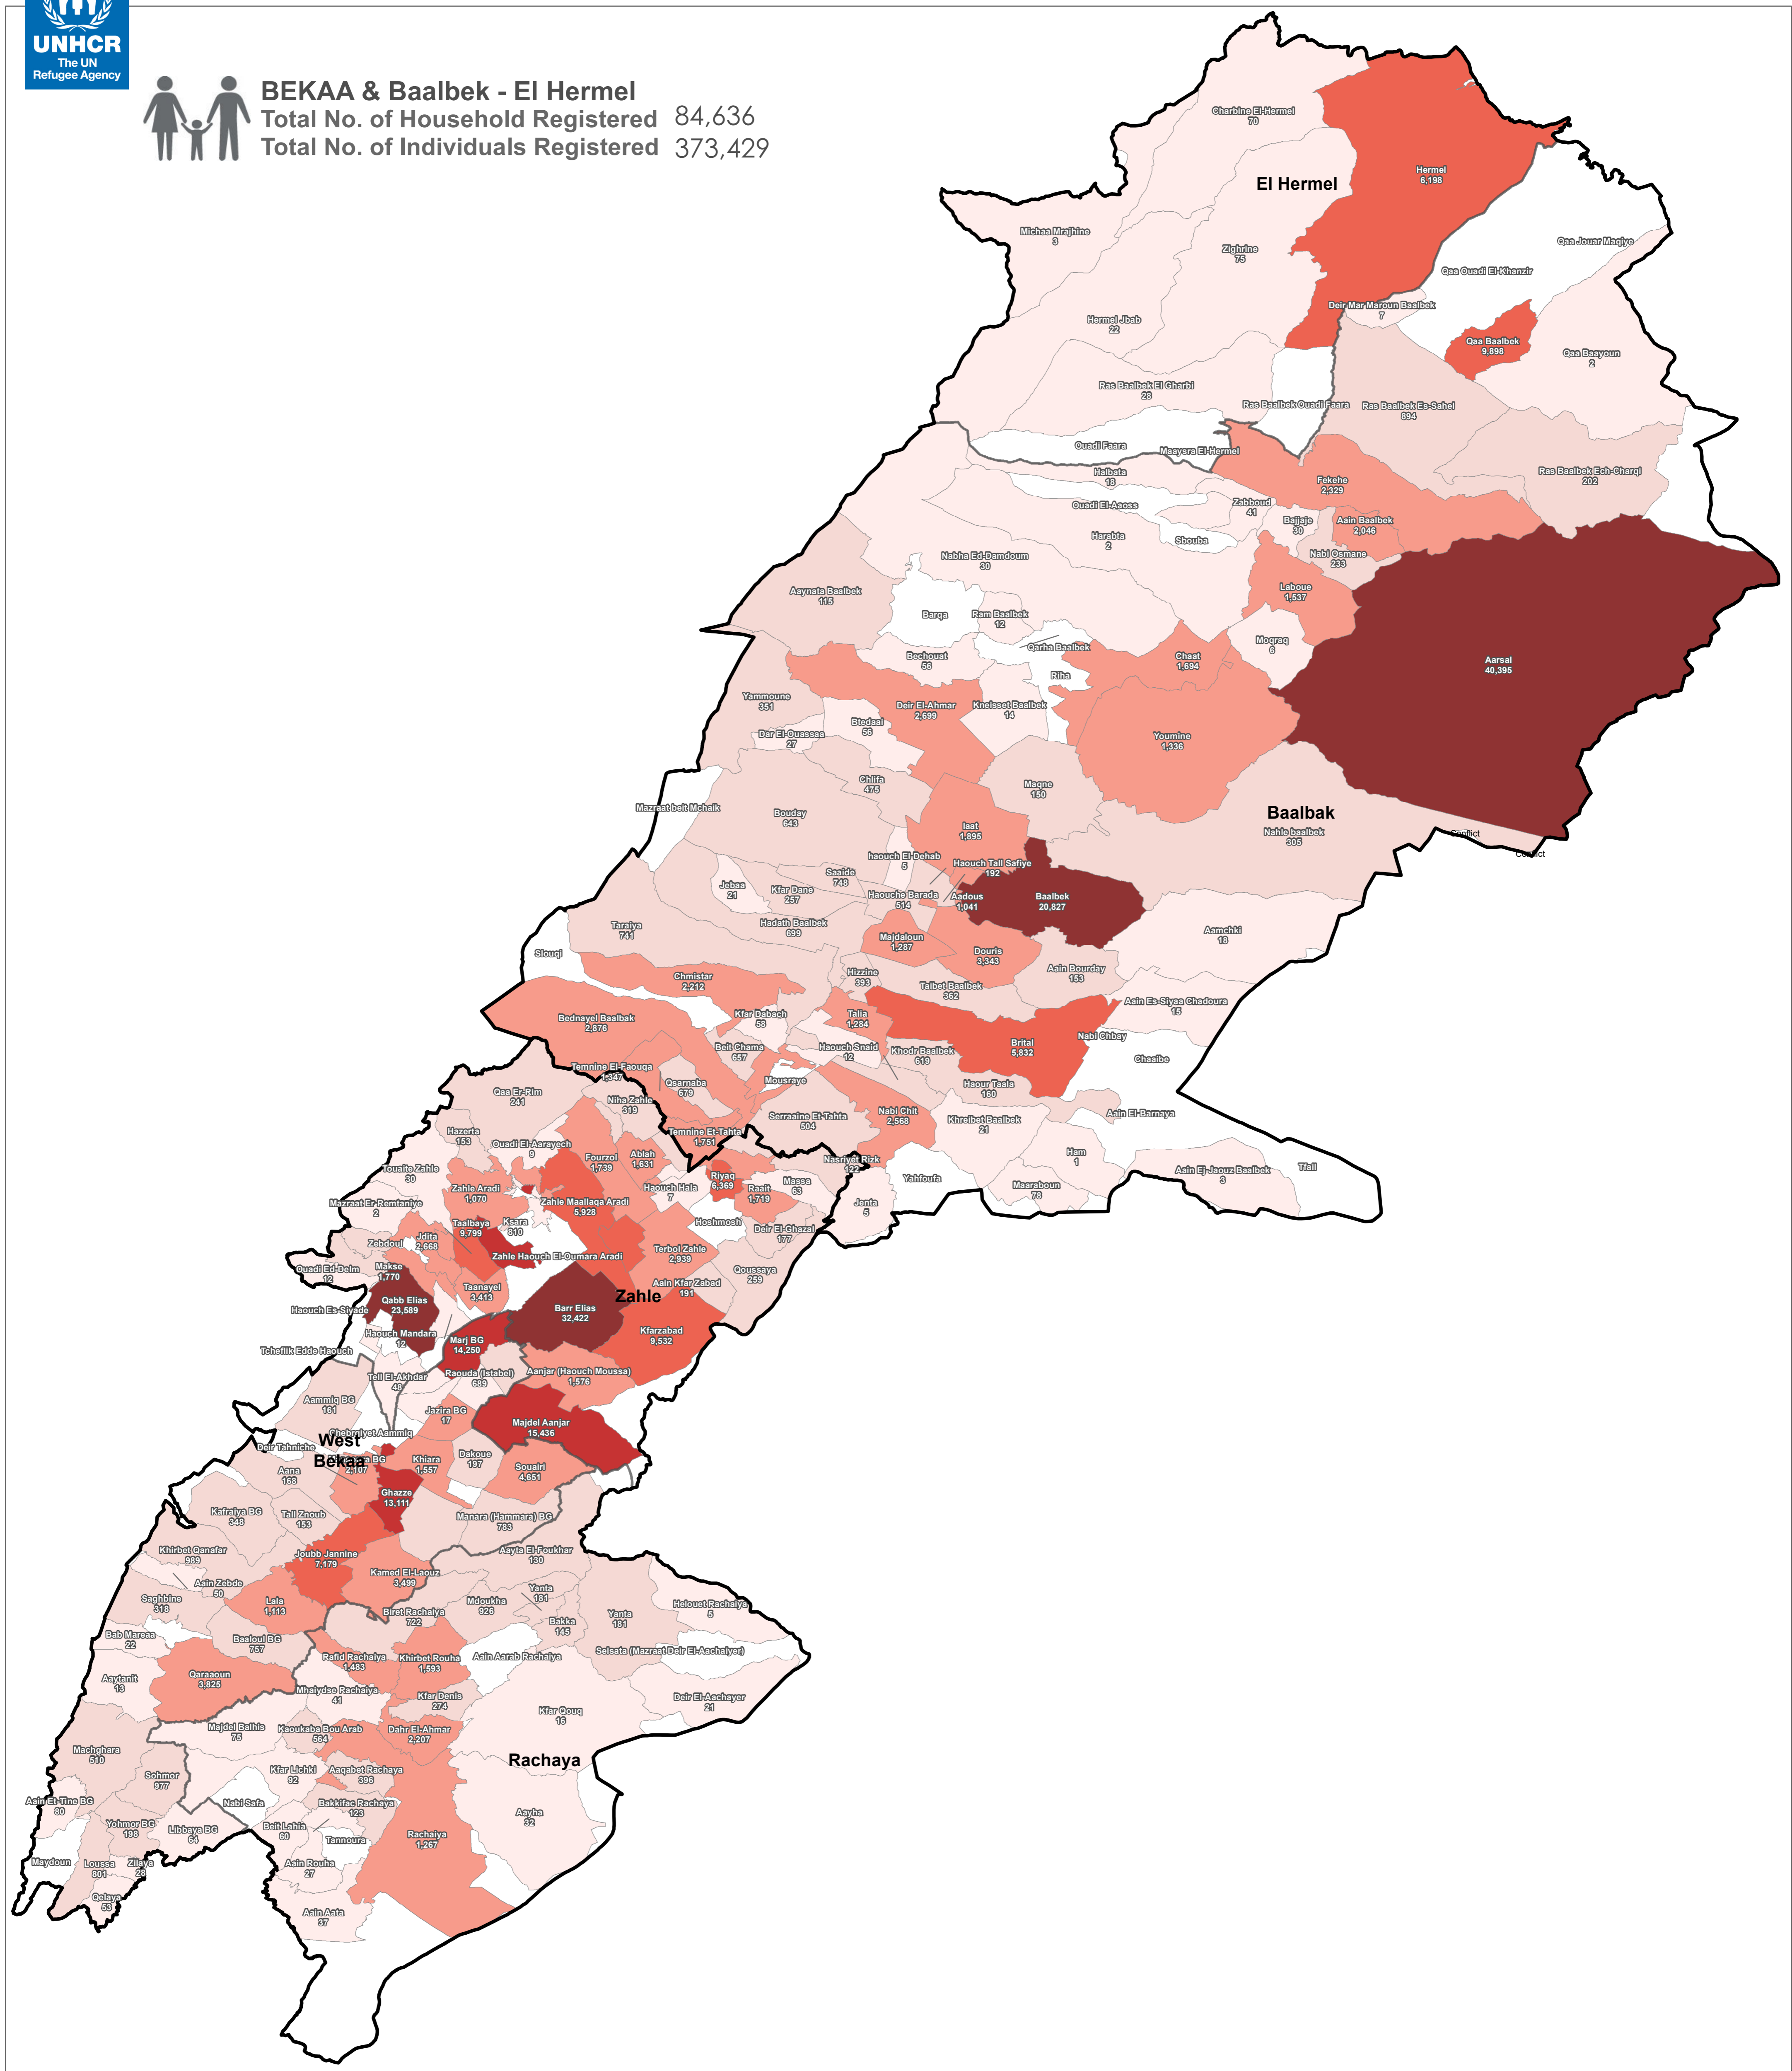 UNHCR
The UN
Refugee Agency
BEKAA & Baalbek - El Hermel
Total No. of Household Registered 84,636
Total No. of Individuals Registered 373,429
Charbine El-Hermel
70
Hermel
6,198
El Hermel
Michaa Mrajhine
3
Zighrine
75
Qaa Jouar Maqiye
Qaa Ouadi El-Khanzir
Deir Mar Maroun Baalbek
7
Hermel Jbab
22
Qaa Baalbek
9,898
Qaa Baayoun
2
Ras Baalbek El Gharbi
28
Ras Baalbek Ouadi Faara
Ras Baalbek Es-Sahel
894
Ouadi Faara
Maaysra El-Hermel
Halbata
18
Fekehe
2,329
Ras Baalbek Ech-Charqi
202
Ouadi El-Aaoss
Zabboud
41
Bajjaje
30
Aain Baalbek
2,046
Harabta
2
Sbouba
Nabi Osmane
233
Nabha Ed-Damdoum
30
Aaynata Baalbek
115
Laboue
1,537
Barqa
Ram Baalbek
12
Moqraq
6
Qarha Baalbek
Bechouat
56
Chaat
1,694
Aarsal
40,395
Riha
Yammoune
351
Deir El-Ahmar
2,699
Kneisset Baalbek
14
Btedaai
56
Dar El-Ouassaa
27
Youmine
1,336
Chlifa
475
Maqne
150
Mazraat beit Mchaik
Bouday
643
Baalbak
Iaat
1,895
Nahle baalbek
305
Conflict
Conflict
haouch El-Dehab
5
Haouch Tall Safiye
192
Saaide
748
Jebaa
21
Kfar Dane
257
Haouche Barada
514
Aadous
1,041
Baalbek
20,827
Taraiya
741
Hadath Baalbek
699
Majdaloun
1,287
Aamchki
18
Slouqi
Douris
3,343
Aain Bourday
153
Chmistar
2,212
Hizzine
393
Taibet Baalbek
362
Aain Es-Siyaa Chadoura
15
Bednayel Baalbak
2,876
Kfar Dabach
58
Talia
1,284
Nabi Chbay
Brital
5,832
Beit Chama
657
Haouch Snaid
12
Khodr Baalbek
619
Chaalbe
Temnine El-Faouqa
1,347
Qsarnaba
679
Mousraye
Haour Taala
160
Qaa Er-Rim
241
Niha Zahle
319
Serraaine Et-Tahta
504
Nabi Chit
2,568
Khreibet Baalbek
21
Aain El-Barnaya
Hazerta
153
Ouadi El-Aarayech
9
Temnine Et-Tahta
1,751
Fourzol
1,739
Ablah
1,631
Nasriyet Rizk
122
Ham
1
Touaite Zahle
30
Riyaq
6,369
Massa
63
Yahfoufa
Aain Ej-Jaouz Baalbek
3
Tfail
Zahle Aradi
1,070
Haouch Hala
7
Raait
1,719
Maaraboun
78
Mazraat Er-Remtaniye
2
Zahle Maallaga Aradi
5,928
Jenta
5
Taalbaya
9,799
Ksara
810
Hoshmosh
Deir El-Ghazal
177
Zebdoul
Jdita
2,668
Zahle Haouch El-Oumara Aradi
Terbol Zahle
2,939
Ouadi Ed-Delm
12
Makse
1,770
Qoussaya
259
Taanayel
3,413
Aain Kfar Zabad
191
Haouch Es-Siyade
Qabb Elias
23,589
Barr Elias
32,422
Zahle
Haouch Mandara
12
Marj BG
14,250
Kfarzabad
9,532
Tcheflik Edde Haouch
Tell El-Akhdar
48
Raouda (Istabel)
689
Aanjar (Haouch Moussa)
1,576
Aammiq BG
161
Jazira BG
17
Majdel Aanjar
15,436
Chebrqiyet Aammiq
West
Bekaa
Deir Tahniche
BG
2,107
Khiara
1,557
Dakoue
197
Aana
168
Souairi
4,651
Ghazze
13,111
Kafraiya BG
348
Tall Znoub
153
Manara (Hammara) BG
783
Khirbet Qanafar
989
Joubb Jannine
7,179
Aayta El-Foukhar
130
Aain Zebde
50
Kamed El-Laouz
3,499
Saghbine
318
Lala
1,113
Yanta
181
Mdoukha
926
Helouet Rachaiya
5
Biret Rachaiya
722
Bakka
145
Yanta
181
Bab Mareaa
22
Baaloul BG
757
Selsata (Mazraat Deir El-Aachaiyer)
Rafid Rachaiya
1,483
Khirbet Rouha
1,593
Aain Aarab Rachaiya
Aaytanit
13
Qaraaoun
3,825
Mhaiydse Rachaiya
41
Kfar Denis
274
Deir El-Aachayer
21
Kfar Qouq
16
Majdel Balhis
75
Kaoukaba Bou Arab
564
Dahr El-Ahmar
2,207
Machghara
510
Rachaya
Sohmor
977
Kfar Lichki
92
Aaqabet Rachaya
396
Aain Et-Tine BG
80
Nabi Safa
Bakkifac Rachaya
123
Aayha
32
Yohmor BG
198
Libbaya BG
64
Beit Lahia
60
Tannoura
Rachaiya
1,267
Maydoun
Loussa
801
Zilaya
28
Aain Rouha
27
Qelaya
53
Aain Aata
37